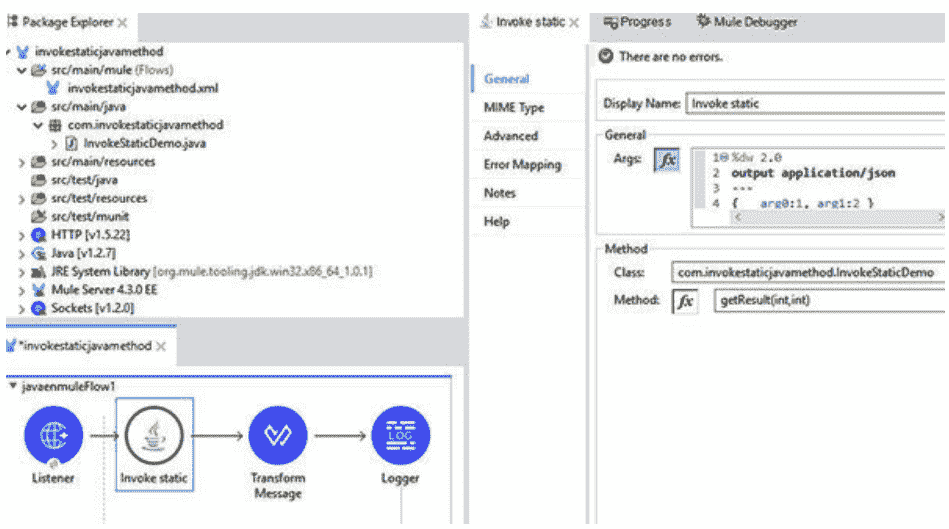 Package Explorer
invokestaticjavamethod
src/main/mule (Flows)
invokestaticjavamethod.xml
src/main/java
com.invokestaticjavamethod
InvokeStaticDemo.java
src/main/resources
src/test/java
src/test/resources
src/test/munit
HTTP [v1.5.22]
Java [v1.2.7]
JRE System Library [org.mule.tooling.jdk.win32.x86_64_1.0.1]
Mule Server 4.3.0 EE
Sockets [v1.2.0]
*invokestaticjavamethod
javaenmuleFlow1
Listener
Invoke static
Transform
Message
LOG
Logger
Invoke static
Progress
Mule Debugger
There are no errors.
General
MIME Type
Advanced
Error Mapping
Notes
Help
Display Name: Invoke static
General
Args: fx
1 %dw 2.0
2 output application/json
3 ---
4 { arg0:1, arg1:2 }
Method
Class: com.invokestaticjavamethod.InvokeStaticDemo
Method: fx getResult(int,int)